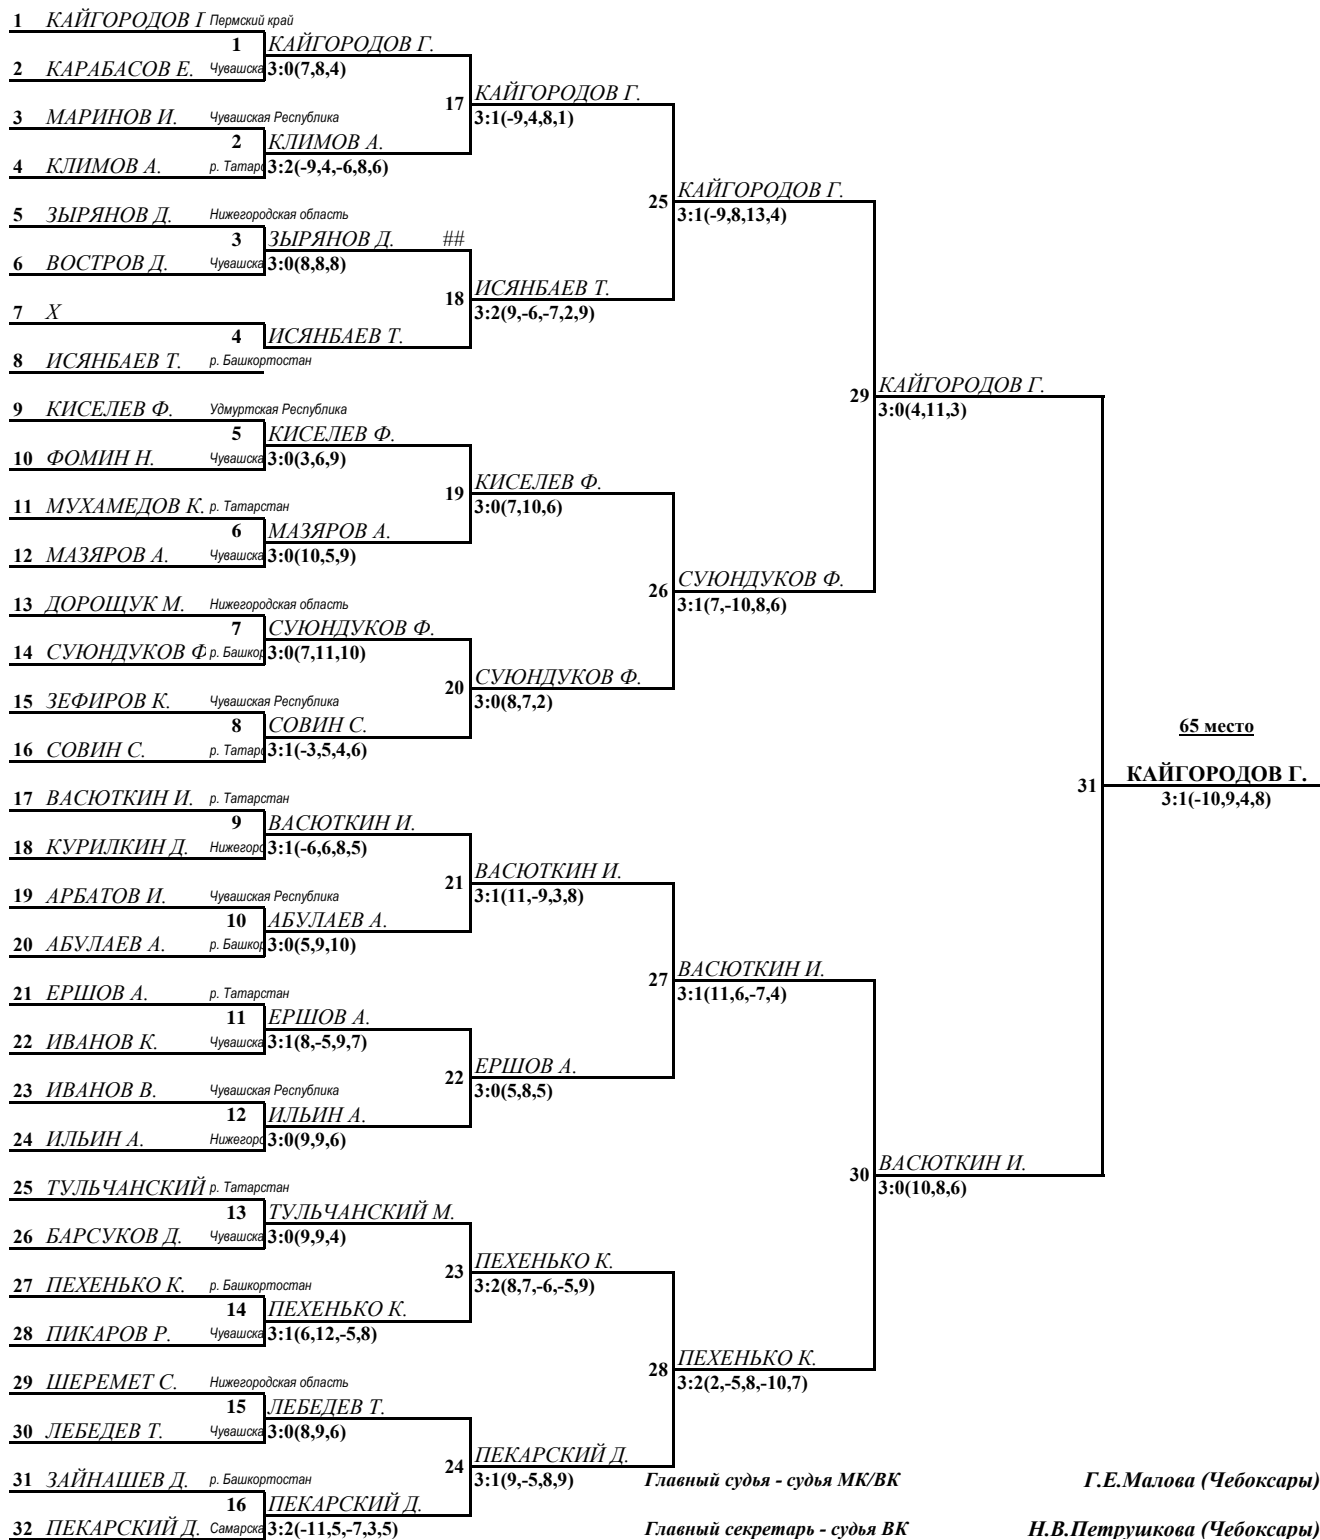 1 КАЙГОРОДОВ Г Пермский край
1 КАЙГОРОДОВ Г.
2 КАРАБАСОВ Е. Чувашска 3:0(7,8,4)
17 КАЙГОРОДОВ Г.
3 МАРИНОВ И. Чувашская Республика 3:1(-9,4,8,1)
2 КЛИМОВ А.
4 КЛИМОВ А. р. Татарс 3:2(-9,4,-6,8,6)
25 КАЙГОРОДОВ Г.
5 ЗЫРЯНОВ Д. Нижегородская область 3:1(-9,8,13,4)
3 ЗЫРЯНОВ Д. ##
6 ВОСТРОВ Д. Чувашска 3:0(8,8,8)
18 ИСЯНБАЕВ Т.
7 Х 3:2(9,-6,-7,2,9)
4 ИСЯНБАЕВ Т.
8 ИСЯНБАЕВ Т. р. Башкортостан
29 КАЙГОРОДОВ Г.
9 КИСЕЛЕВ Ф. Удмуртская Республика 3:0(4,11,3)
5 КИСЕЛЕВ Ф.
10 ФОМИН Н. Чувашска 3:0(3,6,9)
19 КИСЕЛЕВ Ф.
11 МУХАМЕДОВ К. р. Татарстан 3:0(7,10,6)
6 МАЗЯРОВ А.
12 МАЗЯРОВ А. Чувашска 3:0(10,5,9)
26 СУЮНДУКОВ Ф.
13 ДОРОЩУК М. Нижегородская область 3:1(7,-10,8,6)
7 СУЮНДУКОВ Ф.
14 СУЮНДУКОВ Ф р. Башкор 3:0(7,11,10)
20 СУЮНДУКОВ Ф.
15 ЗЕФИРОВ К. Чувашская Республика 3:0(8,7,2)
8 СОВИН С. 65 место
16 СОВИН С. р. Татарс 3:1(-3,5,4,6)
31 КАЙГОРОДОВ Г.
17 ВАСЮТКИН И. р. Татарстан 3:1(-10,9,4,8)
9 ВАСЮТКИН И.
18 КУРИЛКИН Д. Нижегоро 3:1(-6,6,8,5)
21 ВАСЮТКИН И.
19 АРБАТОВ И. Чувашская Республика 3:1(11,-9,3,8)
10 АБУЛАЕВ А.
20 АБУЛАЕВ А. р. Башкор 3:0(5,9,10)
27 ВАСЮТКИН И.
21 ЕРШОВ А. р. Татарстан 3:1(11,6,-7,4)
11 ЕРШОВ А.
22 ИВАНОВ К. Чувашска 3:1(8,-5,9,7)
22 ЕРШОВ А.
23 ИВАНОВ В. Чувашская Республика 3:0(5,8,5)
12 ИЛЬИН А.
24 ИЛЬИН А. Нижегоро 3:0(9,9,6)
30 ВАСЮТКИН И.
25 ТУЛЬЧАНСКИЙ р. Татарстан 3:0(10,8,6)
13 ТУЛЬЧАНСКИЙ М.
26 БАРСУКОВ Д. Чувашска 3:0(9,9,4)
23 ПЕХЕНЬКО К.
27 ПЕХЕНЬКО К. р. Башкортостан 3:2(8,7,-6,-5,9)
14 ПЕХЕНЬКО К.
28 ПИКАРОВ Р. Чувашска 3:1(6,12,-5,8)
28 ПЕХЕНЬКО К.
29 ШЕРЕМЕТ С. Нижегородская область 3:2(2,-5,8,-10,7)
15 ЛЕБЕДЕВ Т.
30 ЛЕБЕДЕВ Т. Чувашска 3:0(8,9,6)
24 ПЕКАРСКИЙ Д.
31 ЗАЙНАШЕВ Д. р. Башкортостан 3:1(9,-5,8,9) Главный судья - судья МК/ВК Г.Е.Малова (Чебоксары)
16 ПЕКАРСКИЙ Д.
32 ПЕКАРСКИЙ Д. Самарска 3:2(-11,5,-7,3,5) Главный секретарь - судья ВК Н.В.Петрушкова (Чебоксары)